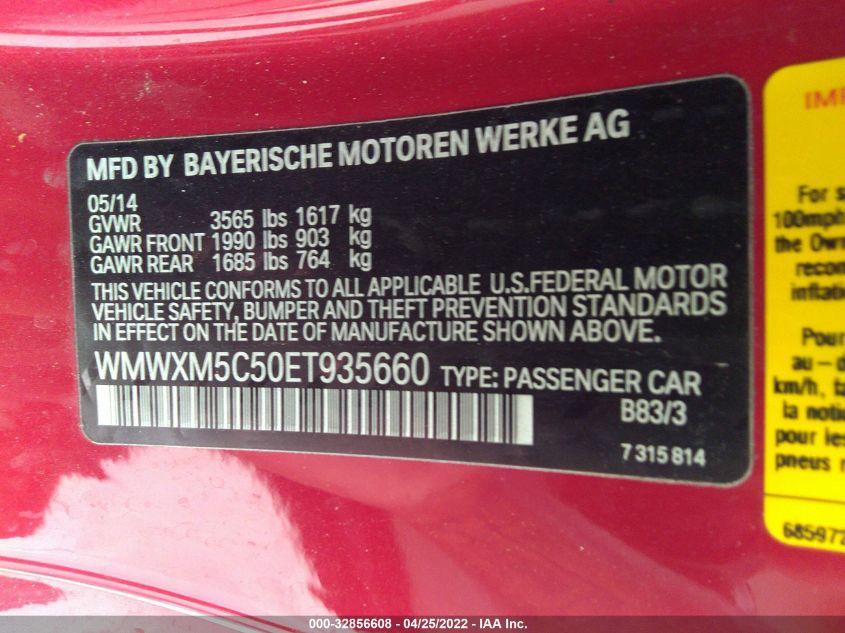 MFD BY BAYERISCHE MOTOREN WERKE AG
05/14
GVWR 3565 lbs 1617 kg
GAWR FRONT 1990 lbs 903 kg
GAWR REAR 1685 lbs 764 kg
THIS VEHICLE CONFORMS TO ALL APPLICABLE U.S.FEDERAL MOTOR
VEHICLE SAFETY, BUMPER AND THEFT PREVENTION STANDARDS
IN EFFECT ON THE DATE OF MANUFACTURE SHOWN ABOVE.
WMWXM5C50ET935660 TYPE: PASSENGER CAR
B83/3
7 315 814
For
100mph
the Own
infla
Pour
au - d
km/h,
la noti
pour les
pneus
685972
000-32856608 - 04/25/2022 - IAA Inc.